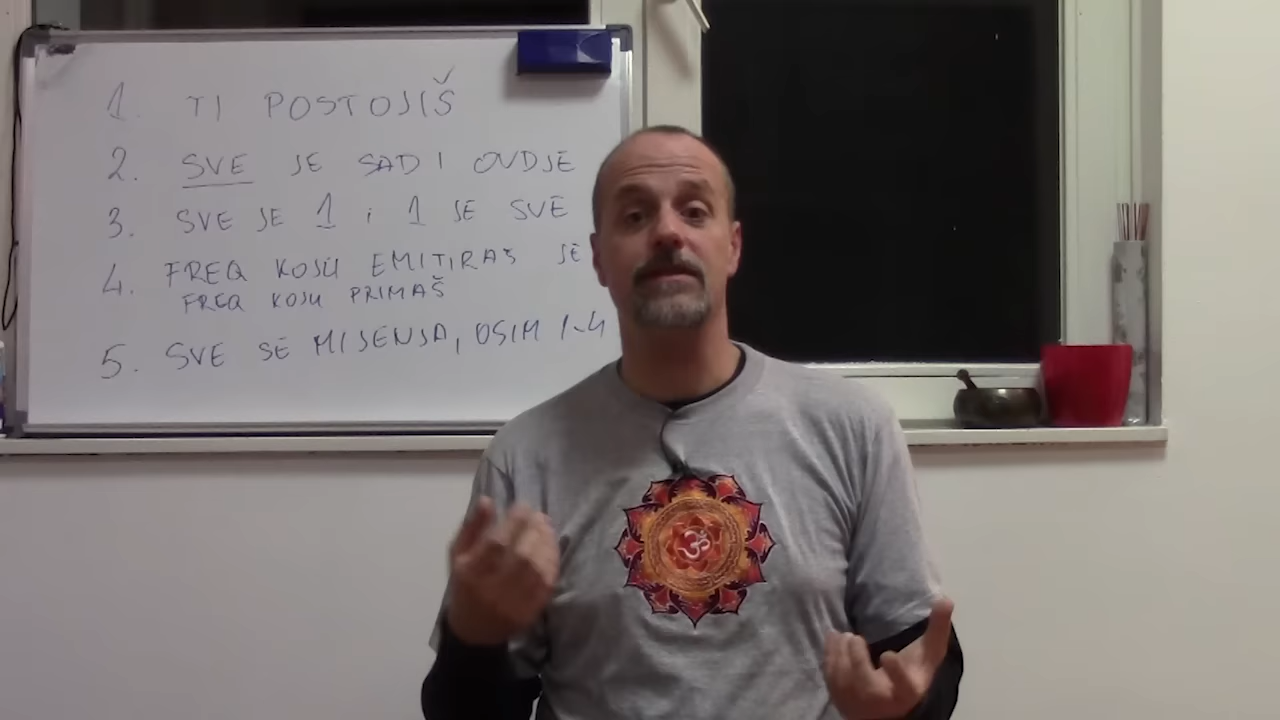 1. TI POSTOJIŠ
2. SVE JE SAD I OVDJE
3. SVE JE 1 i 1 JE SVE
4. FREQ KOJU EMITIRAŠ JE
FREQ KOJU PRIMAŠ
5. SVE SE MIJENJA, OSIM 1-4
ॐ